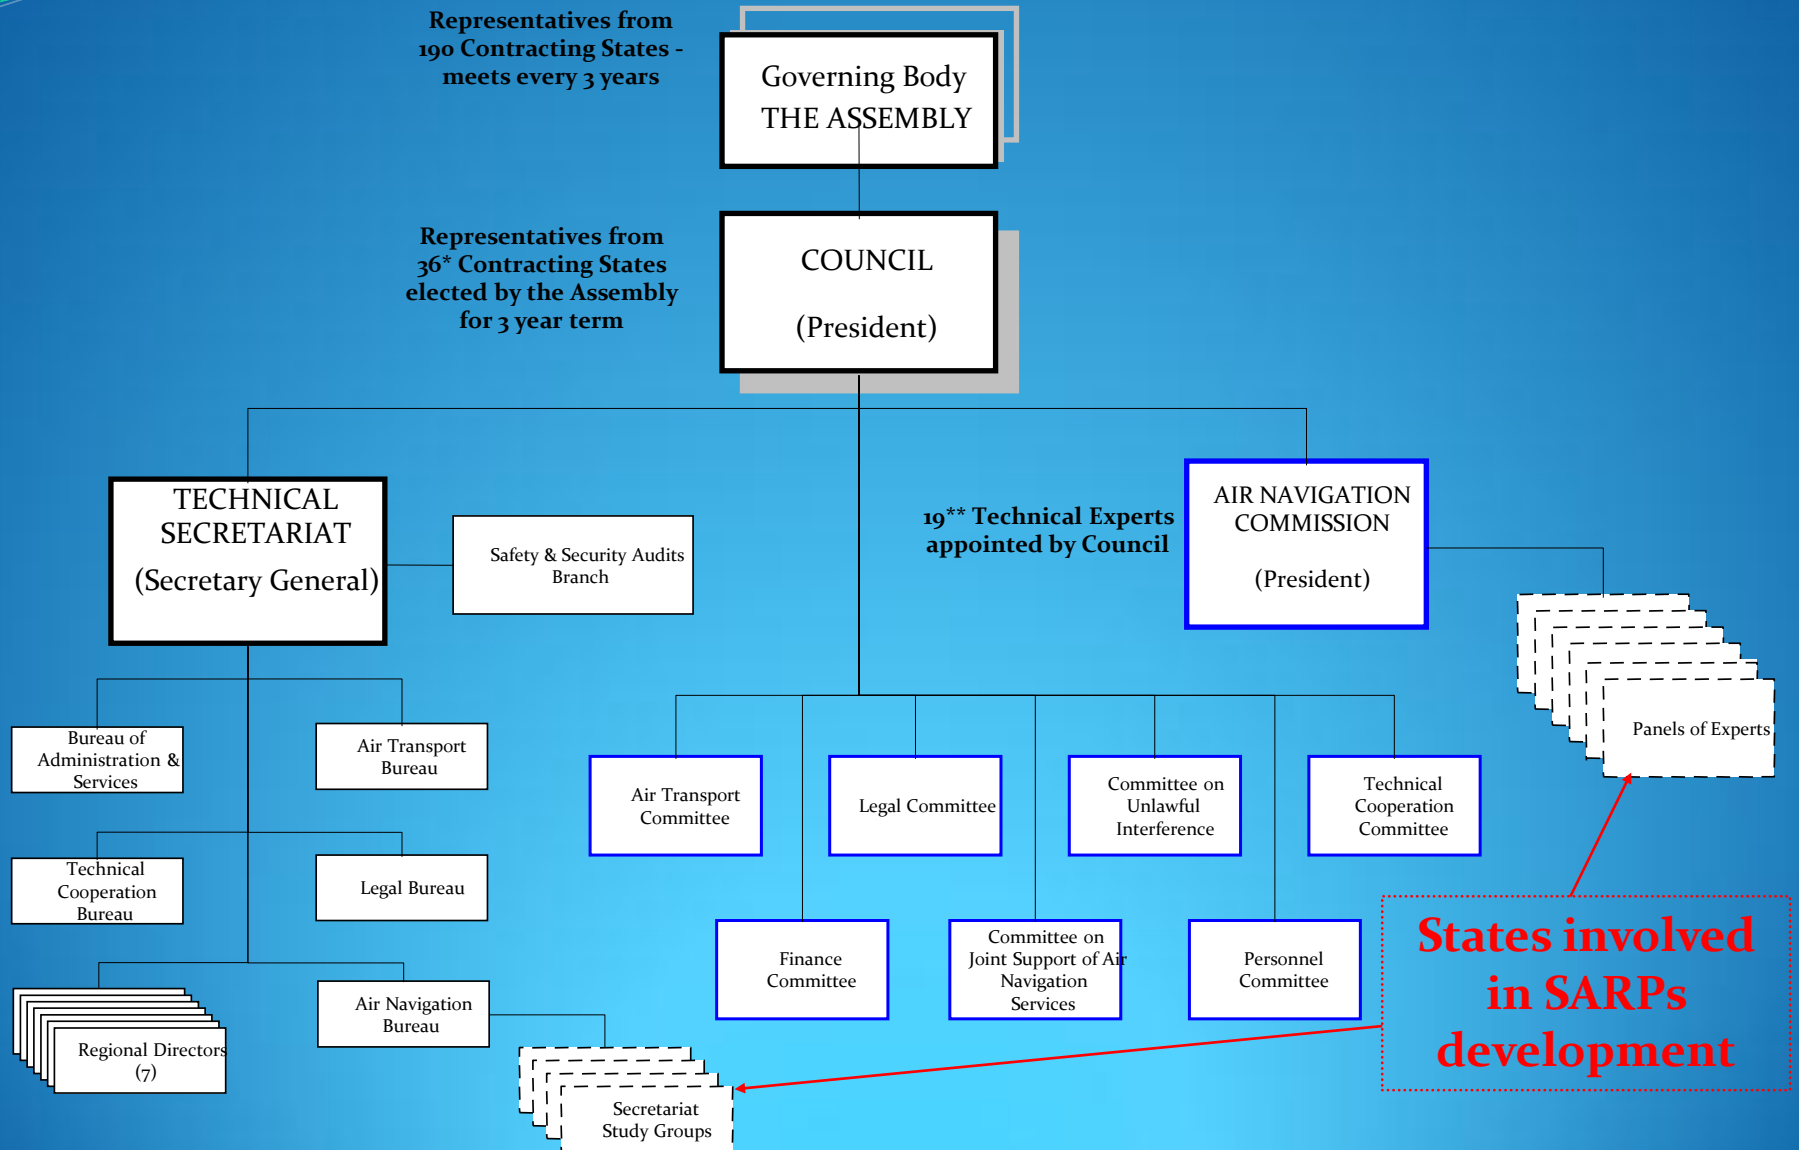 Representatives from
190 Contracting States -
meets every 3 years
Governing Body
THE ASSEMBLY
Representatives from
36* Contracting States
elected by the Assembly
for 3 year term
COUNCIL
(President)
TECHNICAL
SECRETARIAT
(Secretary General)
Safety & Security Audits
Branch
19** Technical Experts
appointed by Council
AIR NAVIGATION
COMMISSION
(President)
Panels of Experts
Bureau of
Administration &
Services
Air Transport
Bureau
Technical
Cooperation
Bureau
Legal Bureau
Regional Directors
(7)
Air Navigation
Bureau
Secretariat
Study Groups
Air Transport
Committee
Legal Committee
Committee on
Unlawful
Interference
Technical
Cooperation
Committee
Finance
Committee
Committee on
Joint Support of Air
Navigation
Services
Personnel
Committee
States involved
in SARPs
development